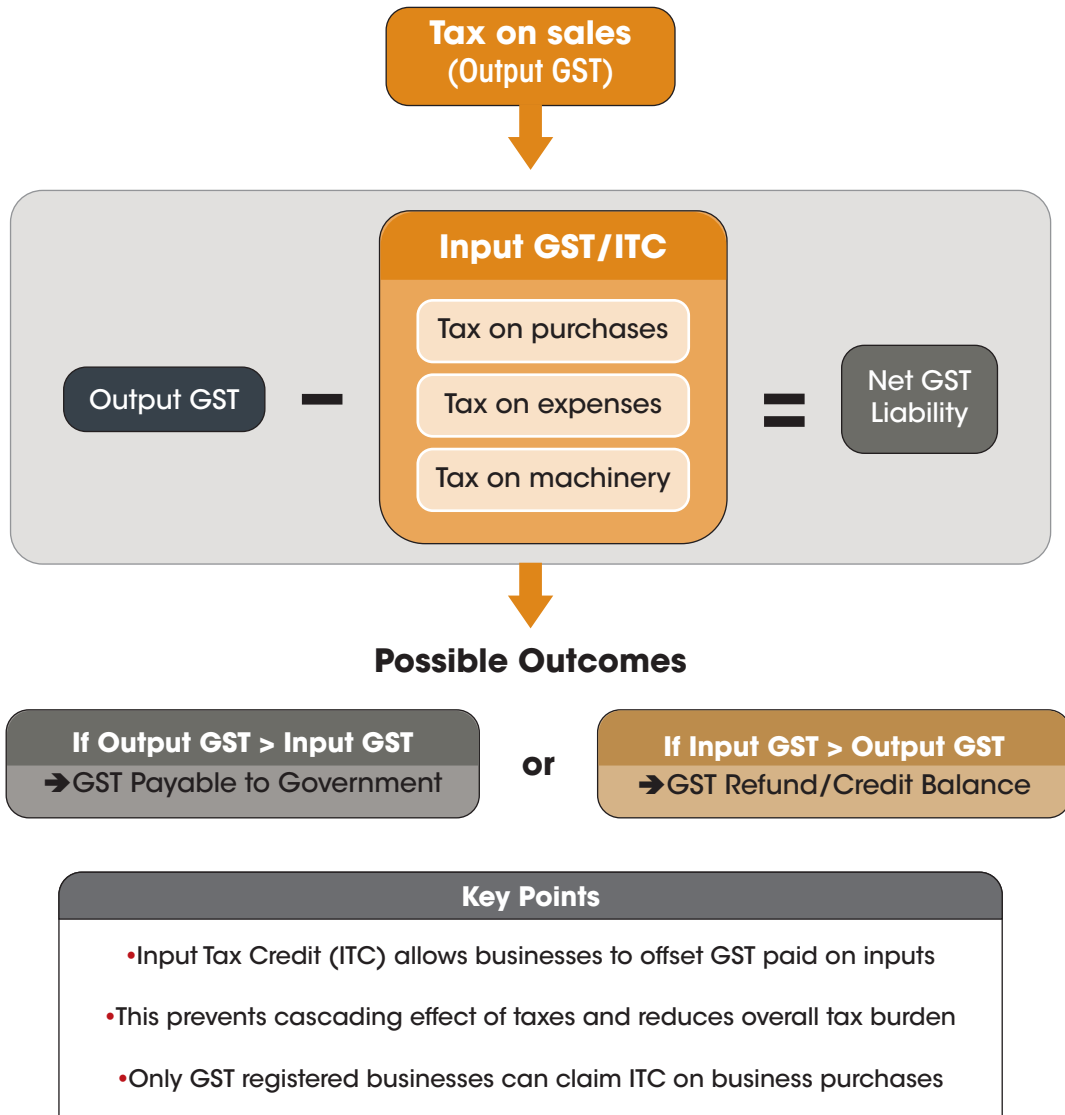 Tax on sales
(Output GST)
Input GST/ITC
Tax on purchases
Output GST
−
Tax on expenses
=
Net GST
Liability
Tax on machinery
Possible Outcomes
If Output GST > Input GST
➔GST Payable to Government
or
If Input GST > Output GST
➔GST Refund/Credit Balance
Key Points
•Input Tax Credit (ITC) allows businesses to offset GST paid on inputs
•This prevents cascading effect of taxes and reduces overall tax burden
•Only GST registered businesses can claim ITC on business purchases